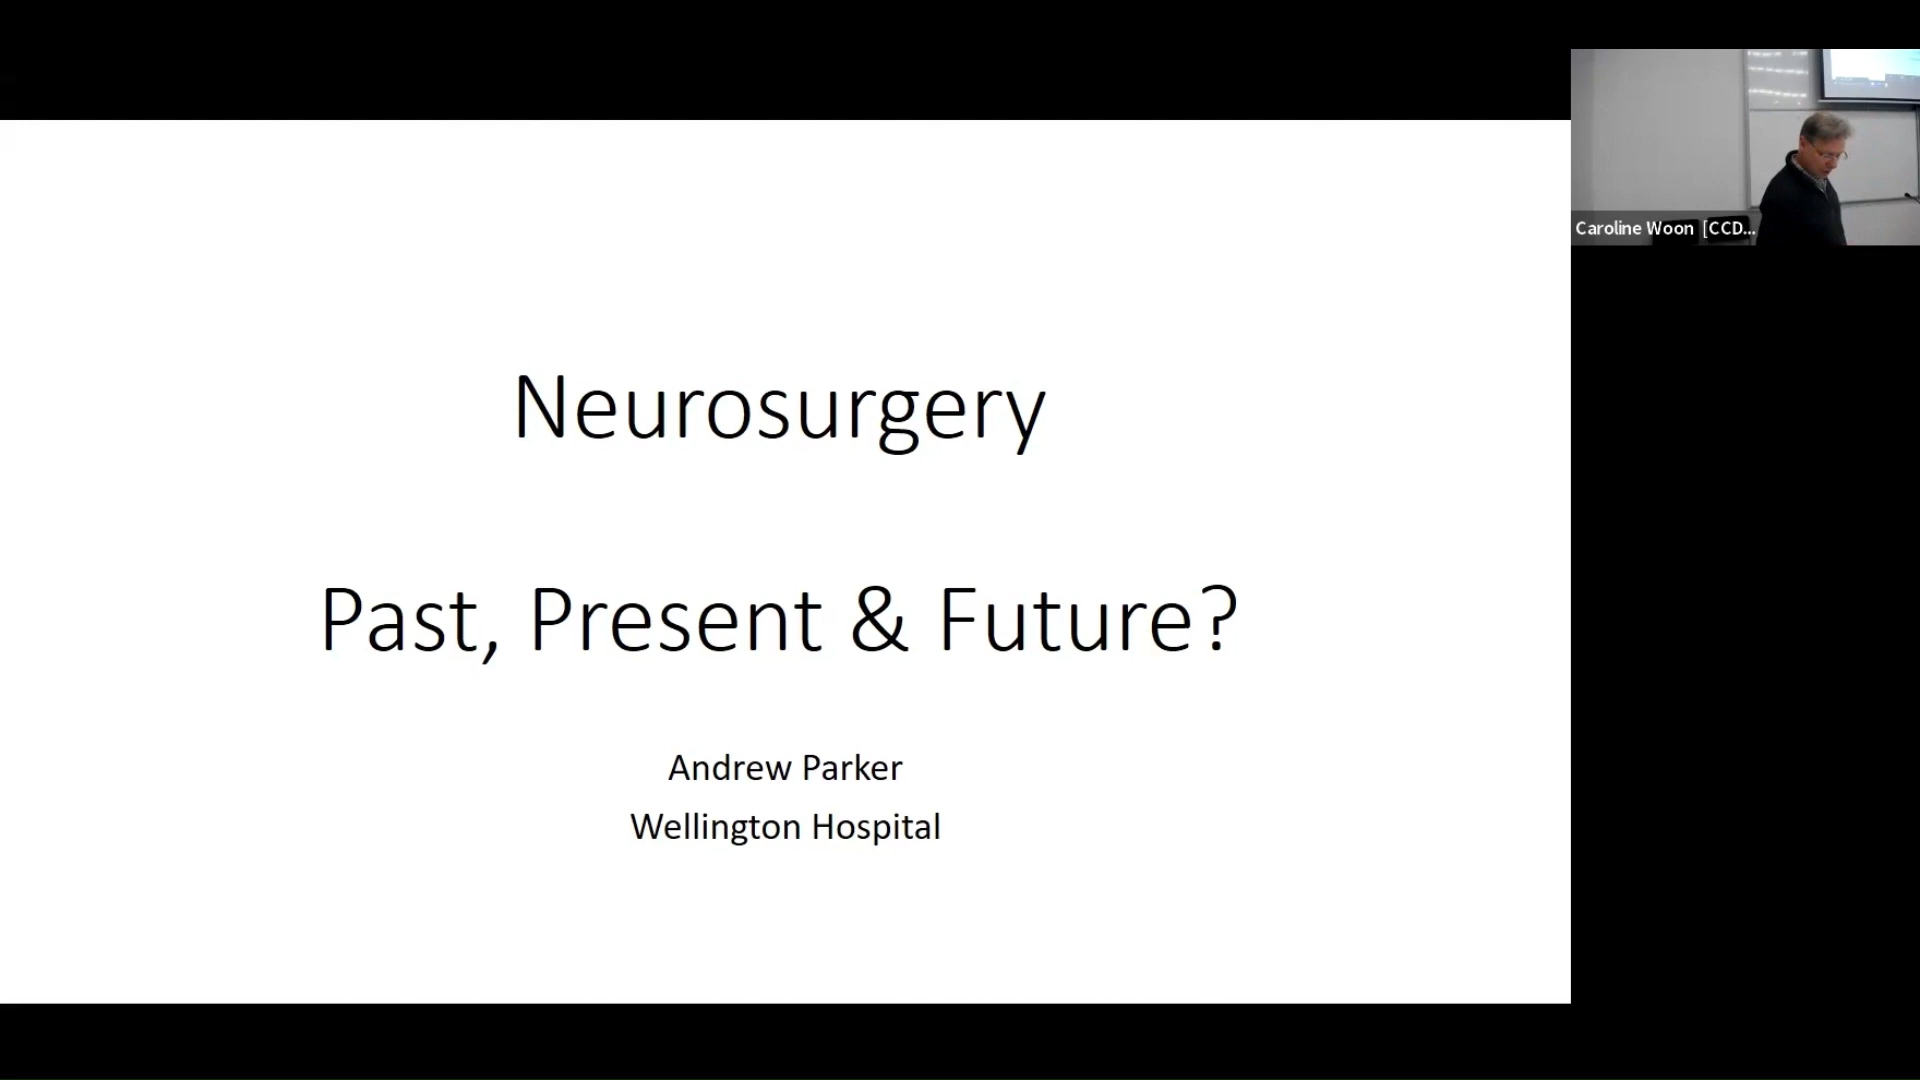 Neurosurgery
Past, Present & Future?
Andrew Parker
Wellington Hospital
Caroline Woon [CCD...